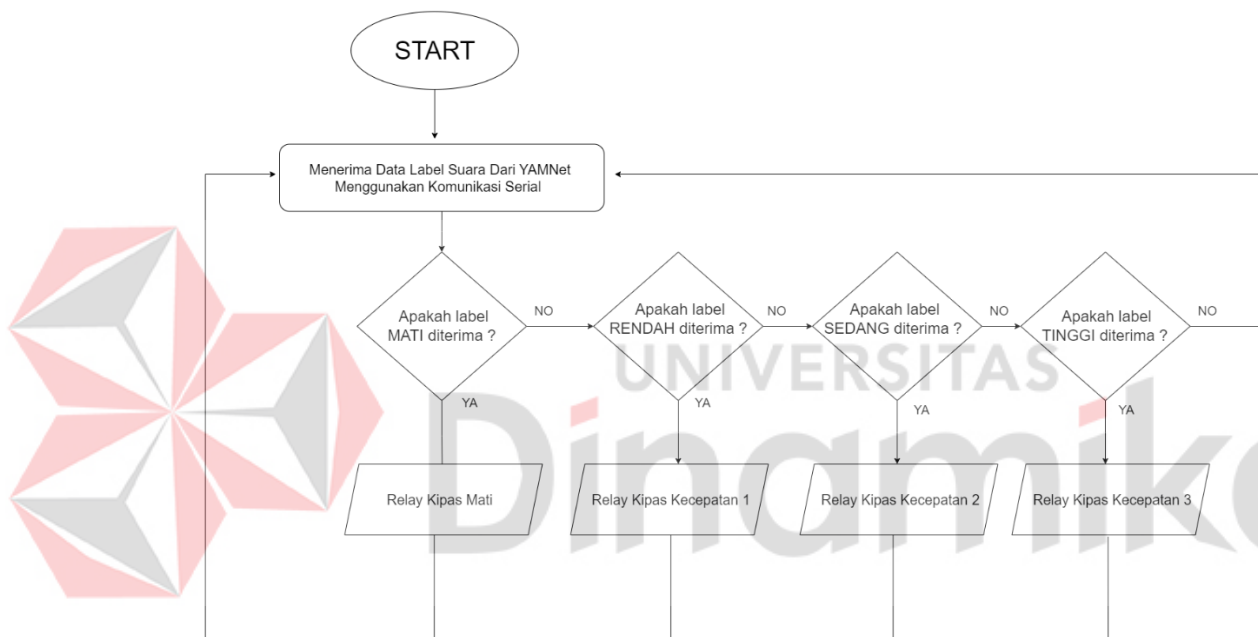 START
Menerima Data Label Suara Dari YAMNet
Menggunakan Komunikasi Serial
Apakah label
MATI diterima ?
NO
Apakah label
RENDAH diterima ?
NO
Apakah label
SEDANG diterima ?
NO
Apakah label
TINGGI diterima ?
NO
UNIVERSITAS
Dinamika
YA
YA
YA
YA
Relay Kipas Mati
Relay Kipas Kecepatan 1
Relay Kipas Kecepatan 2
Relay Kipas Kecepatan 3